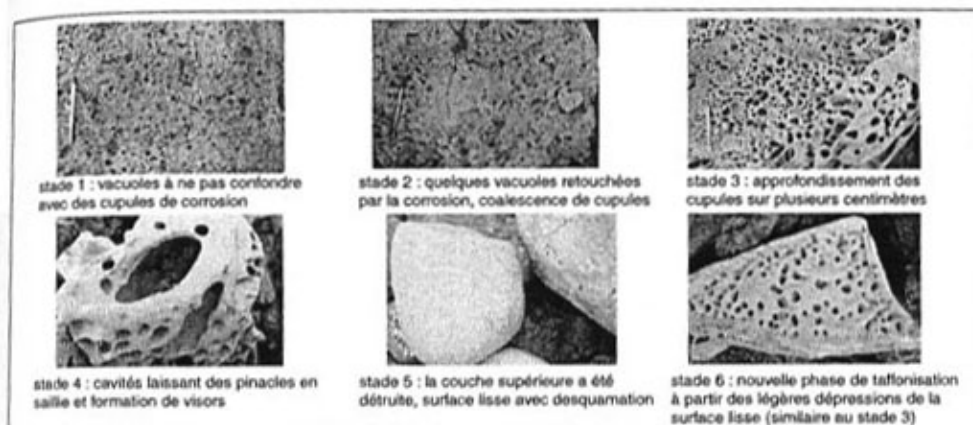 stade 1 : vacuoles à ne pas confondre
avec des cupules de corrosion
stade 2 : quelques vacuoles retouchées
par la corrosion, coalescence de cupules
stade 3 : approfondissement des
cupules sur plusieurs centimètres
stade 4 : cavités laissant des pinacles en
saillie et formation de visors
stade 5 : la couche supérieure a été
détruite, surface lisse avec desquamation
stade 6 : nouvelle phase de taffonisation
à partir des légères dépressions de la
surface lisse (similaire au stade 3)